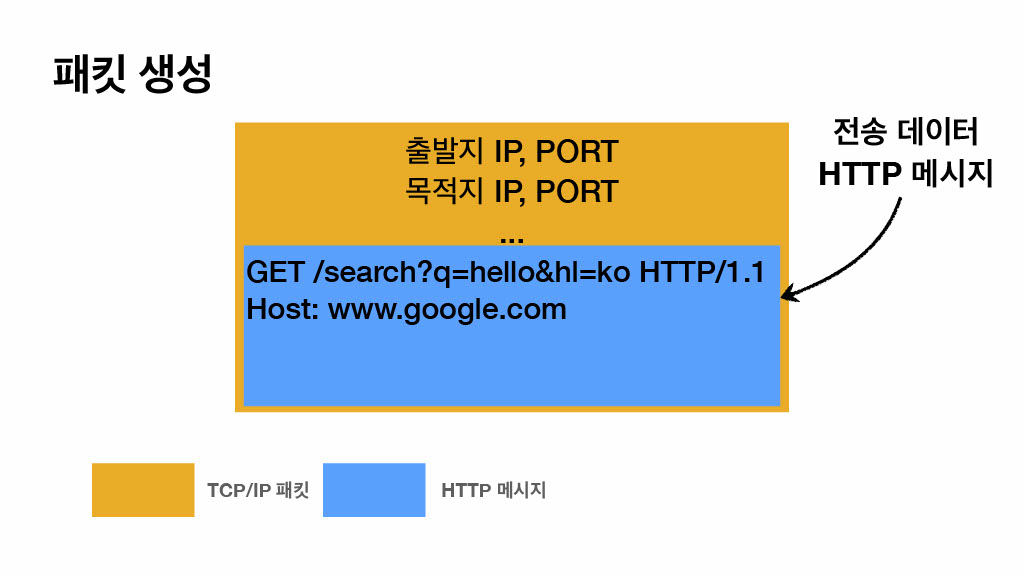 패킷 생성
전송 데이터
HTTP 메시지
출발지 IP, PORT
목적지 IP, PORT
...
GET /search?q=hello&hl=ko HTTP/1.1
Host: www.google.com
TCP/IP 패킷
HTTP 메시지